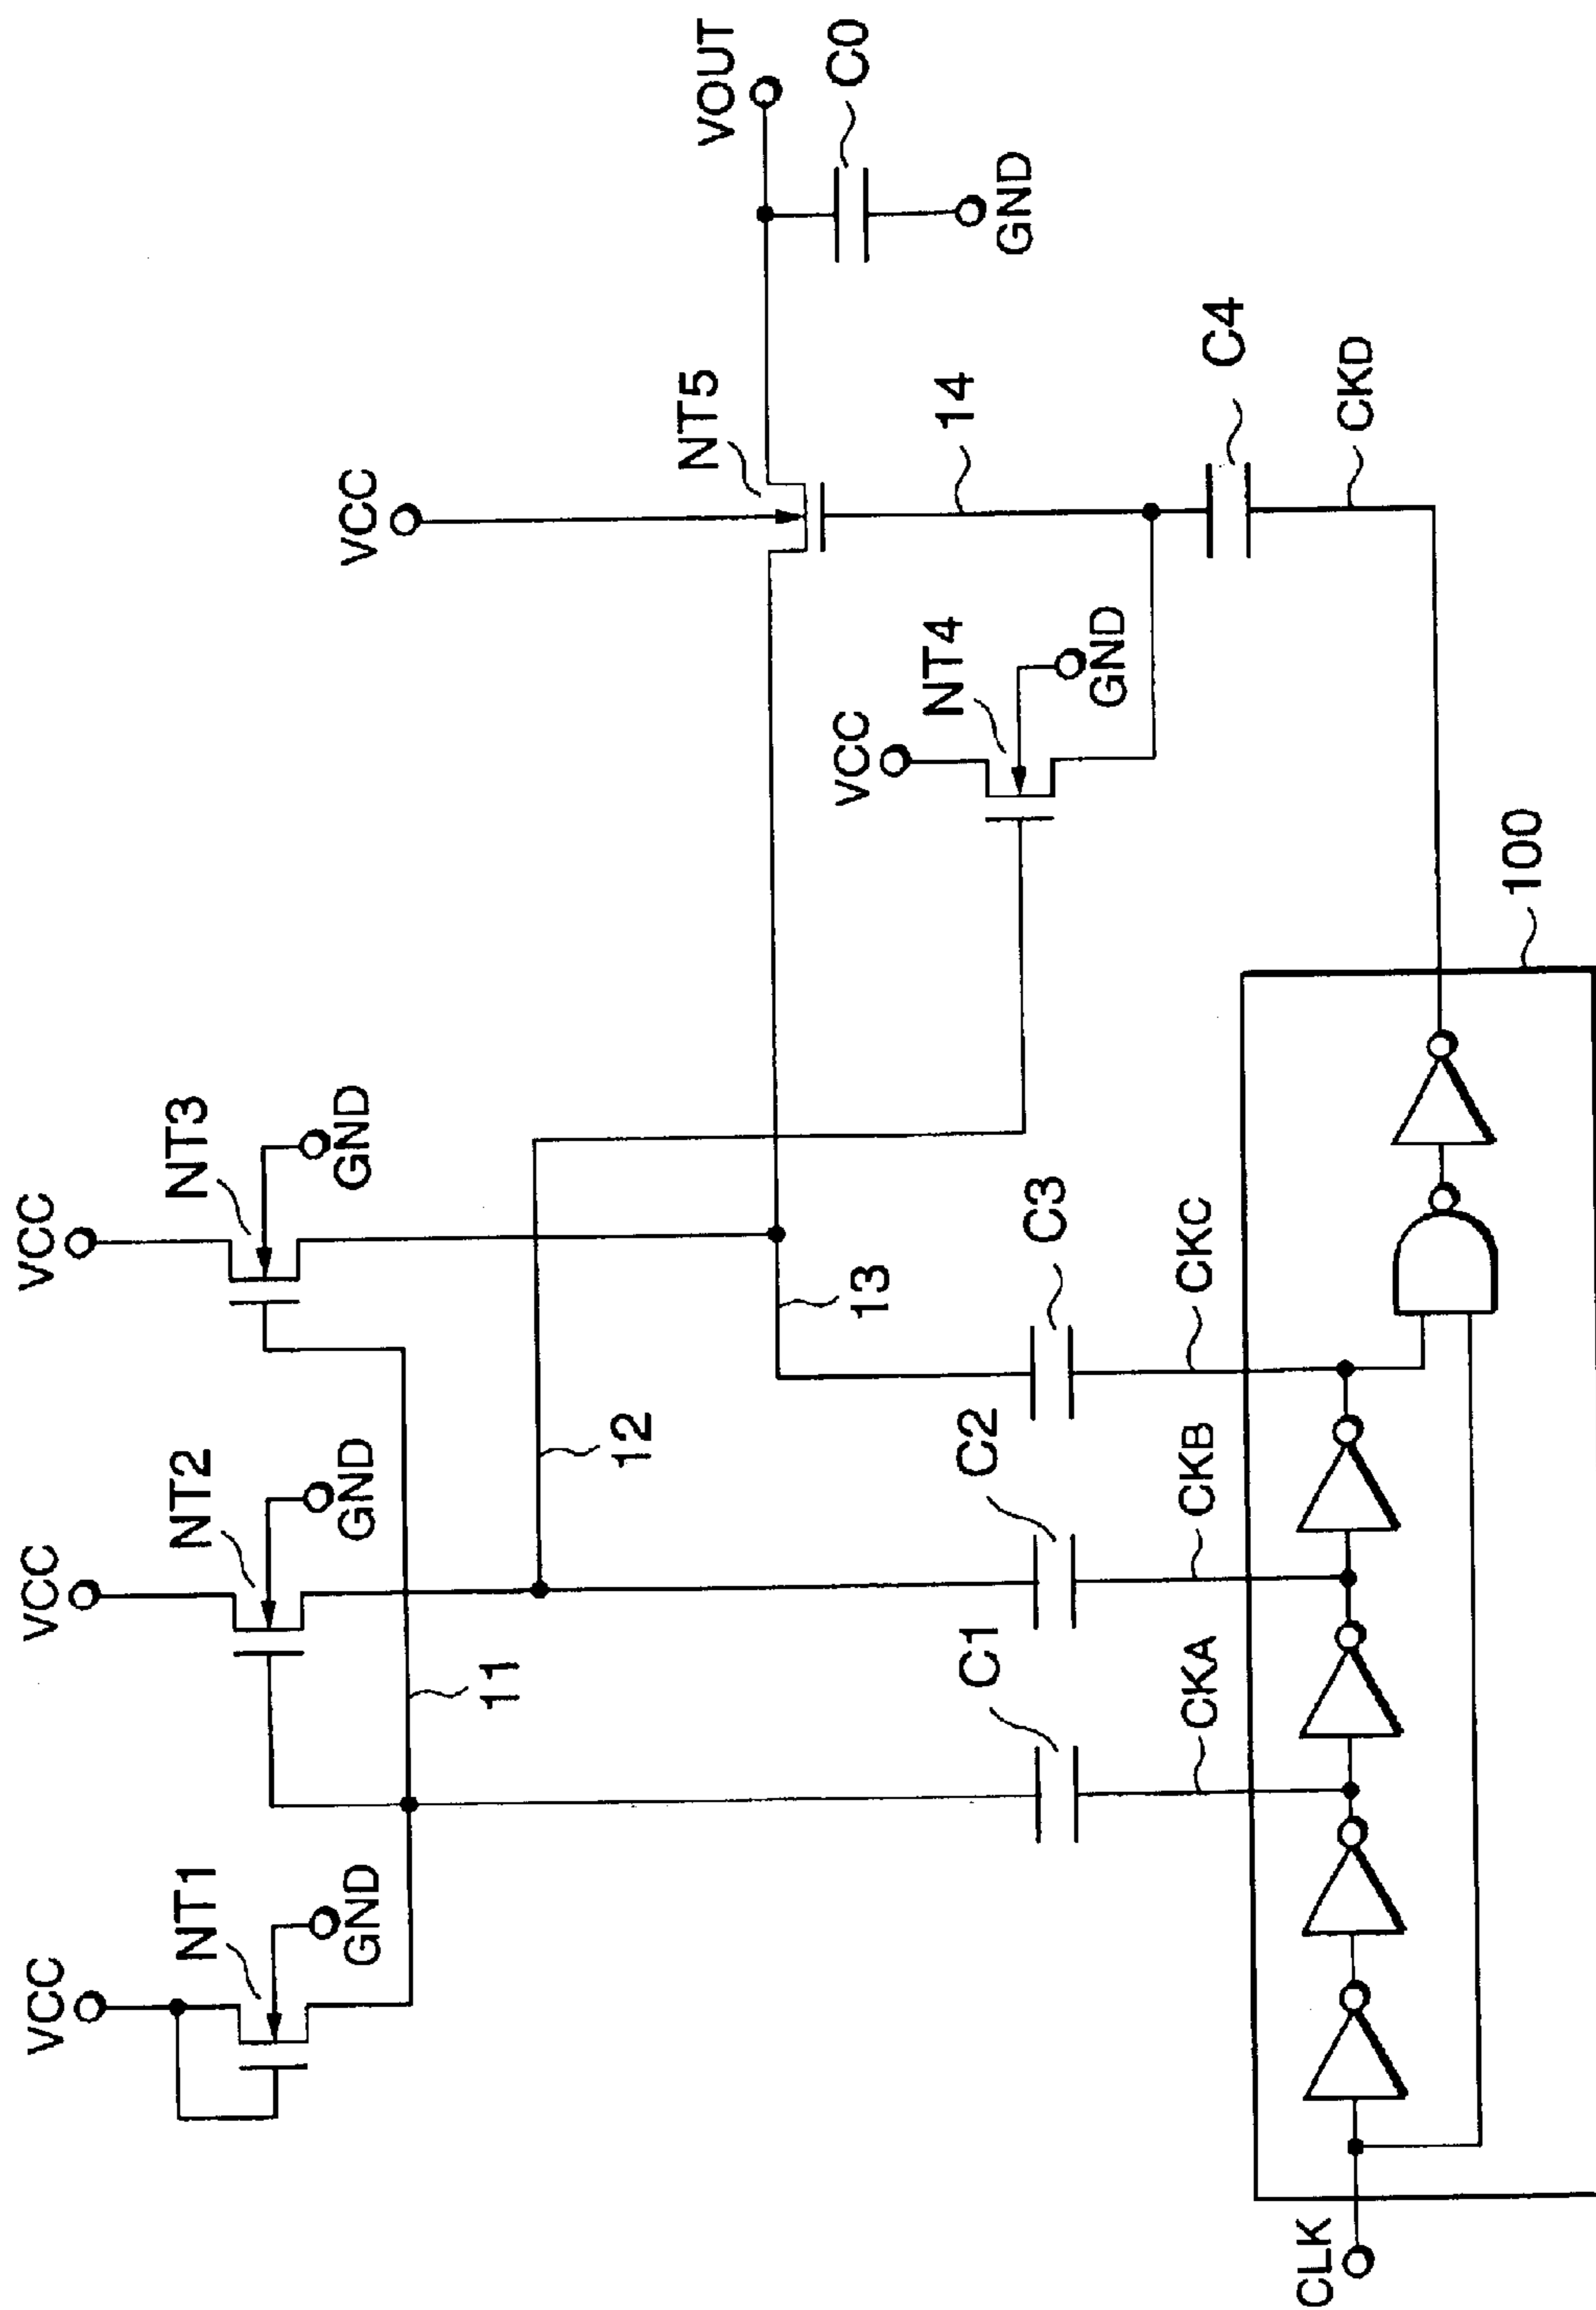 VCC
VCC
VCC
NT1
NT2
NT3
GND
GND
GND
VCC
NT5
VOUT
C0
GND
11
12
13
VCC
NT4
GND
14
C1
C2
C3
C4
CKA
CKB
CKC
CKD
100
CLK